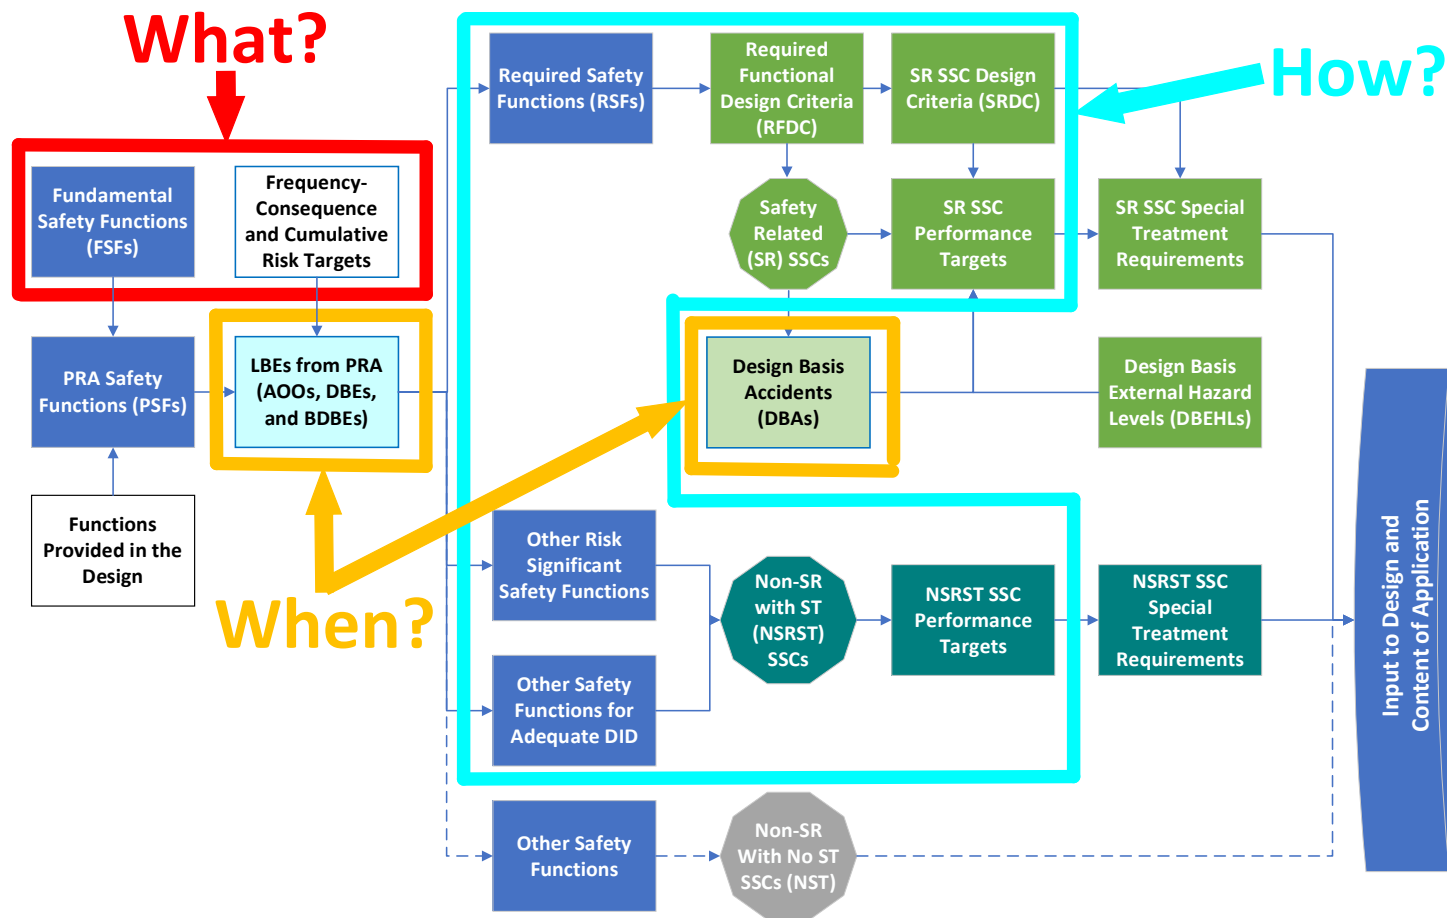 What?
How?
Required Safety
Functions (RSFs)
Required
Functional
Design Criteria
(RFDC)
SR SSC Design
Criteria (SRDC)
Fundamental
Safety Functions
(FSFs)
Frequency-
Consequence
and Cumulative
Risk Targets
Safety
Related
(SR) SSCs
SR SSC
Performance
Targets
SR SSC Special
Treatment
Requirements
PRA Safety
Functions (PSFs)
LBEs from PRA
(AOOs, DBEs,
and BDBEs)
Design Basis
Accidents
(DBAs)
Design Basis
External Hazard
Levels (DBEHLs)
Functions
Provided in the
Design
When?
Other Risk
Significant
Safety Functions
Non-SR
with ST
(NSRST)
SSCs
NSRST SSC
Performance
Targets
NSRST SSC
Special
Treatment
Requirements
Other Safety
Functions for
Adequate DID
Other Safety
Functions
Non-SR
With No ST
SSCs (NST)
Input to Design and
Content of Application